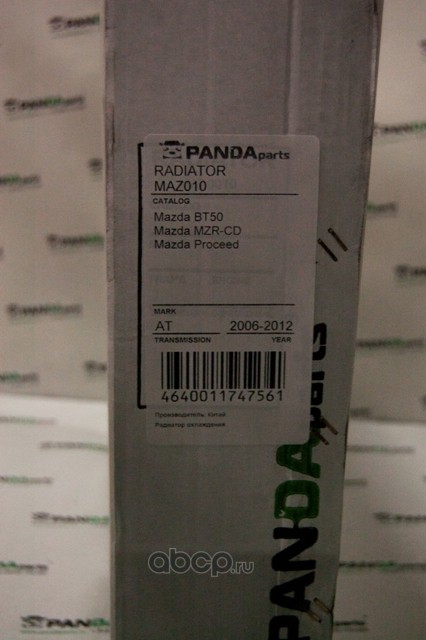 PANDAparts
RADIATOR
MAZ010
CATALOG
Mazda BT50
Mazda MZR-CD
Mazda Proceed
MARK
AT 2006-2012
TRANSMISSION YEAR
4640011747561
Производитель, Китай
Радиатор охлаждения
PANDAparts
abcp.ru
PANDAparts